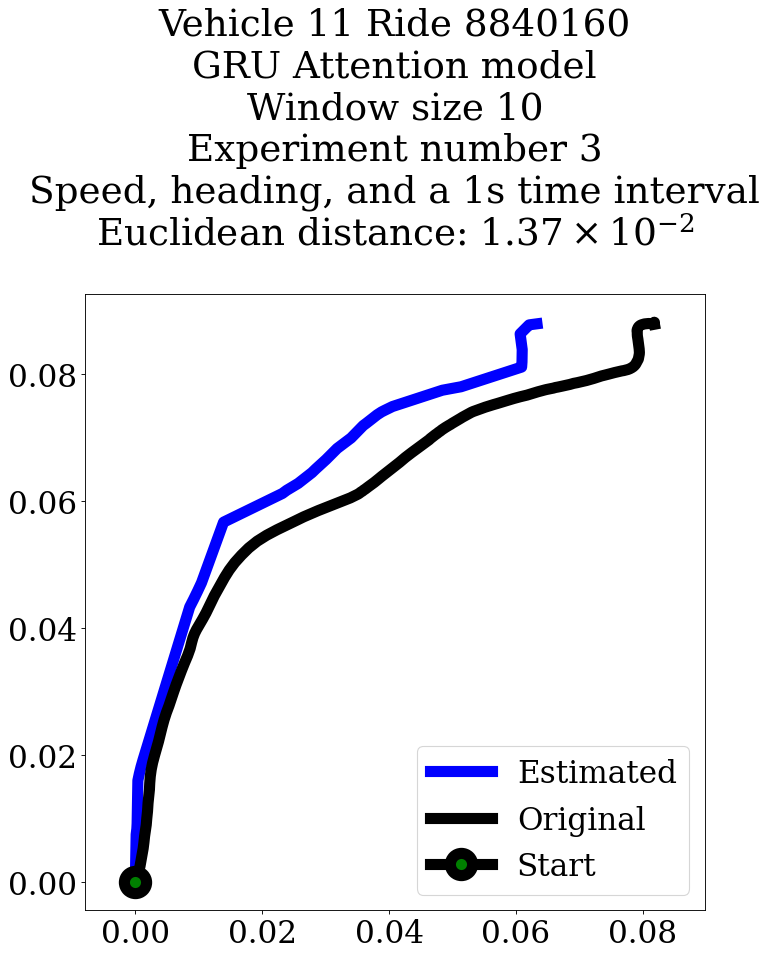 Vehicle 11 Ride 8840160
GRU Attention model
Window size 10
Experiment number 3
Speed, heading, and a 1s time interval
Euclidean distance: 1.37 × 10⁻²
0.08
0.06
0.04
0.02
0.00
Estimated
Original
Start
0.00 0.02 0.04 0.06 0.08